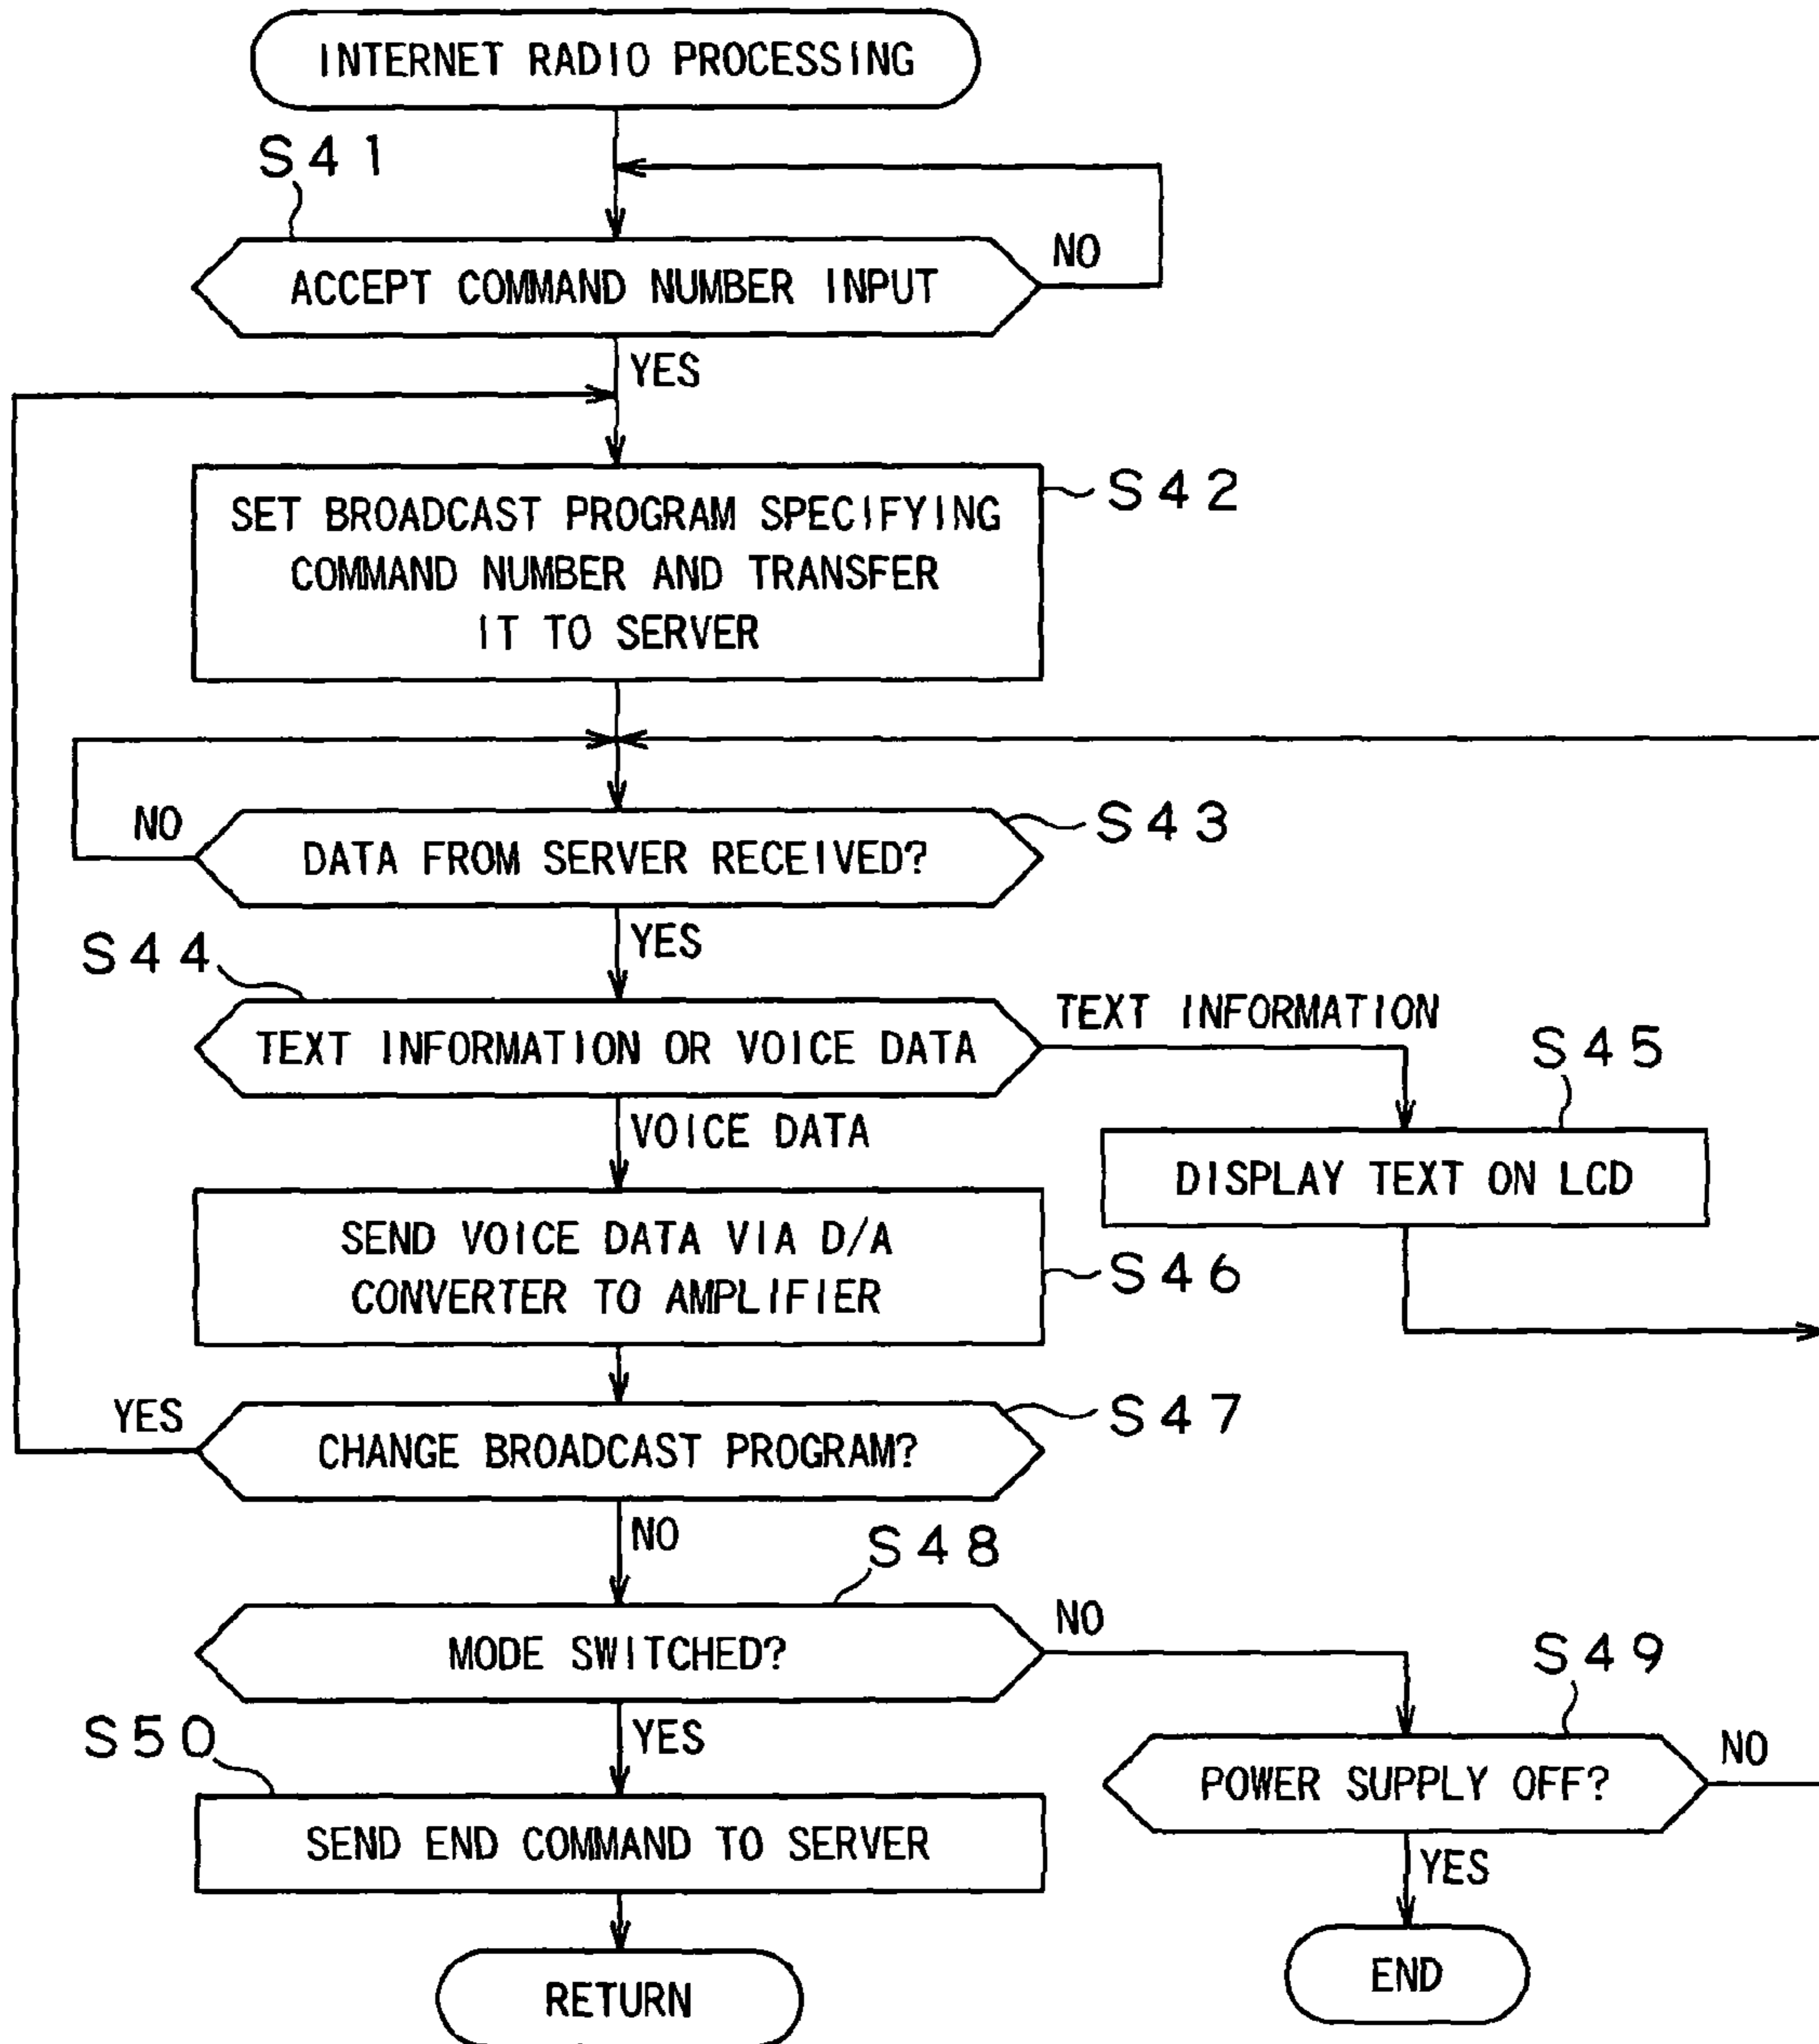 INTERNET RADIO PROCESSING
S41
NO
ACCEPT COMMAND NUMBER INPUT
YES
S42
SET BROADCAST PROGRAM SPECIFYING
COMMAND NUMBER AND TRANSFER
IT TO SERVER
S43
NO
DATA FROM SERVER RECEIVED?
YES
S44
TEXT INFORMATION
TEXT INFORMATION OR VOICE DATA
S45
VOICE DATA
DISPLAY TEXT ON LCD
SEND VOICE DATA VIA D/A
CONVERTER TO AMPLIFIER
S46
S47
YES
CHANGE BROADCAST PROGRAM?
NO
S48
NO
MODE SWITCHED?
S49
YES
S50
NO
POWER SUPPLY OFF?
SEND END COMMAND TO SERVER
YES
END
RETURN